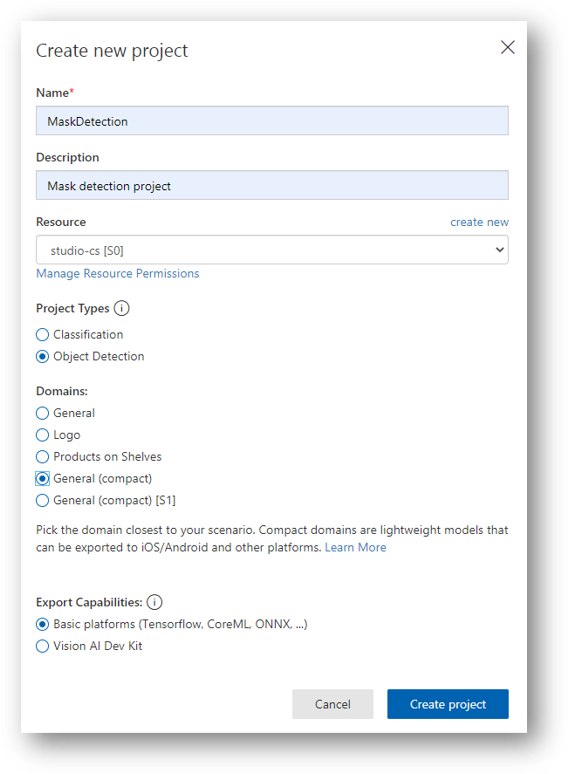 Create new project
Name*
MaskDetection
Description
Mask detection project
Resource create new
studio-cs [S0]
Manage Resource Permissions
Project Types i
Classification
Object Detection
Domains:
General
Logo
Products on Shelves
General (compact)
General (compact) [S1]
Pick the domain closest to your scenario. Compact domains are lightweight models that
can be exported to iOS/Android and other platforms. Learn More
Export Capabilities: i
Basic platforms (Tensorflow, CoreML, ONNX, ...)
Vision AI Dev Kit
Cancel Create project